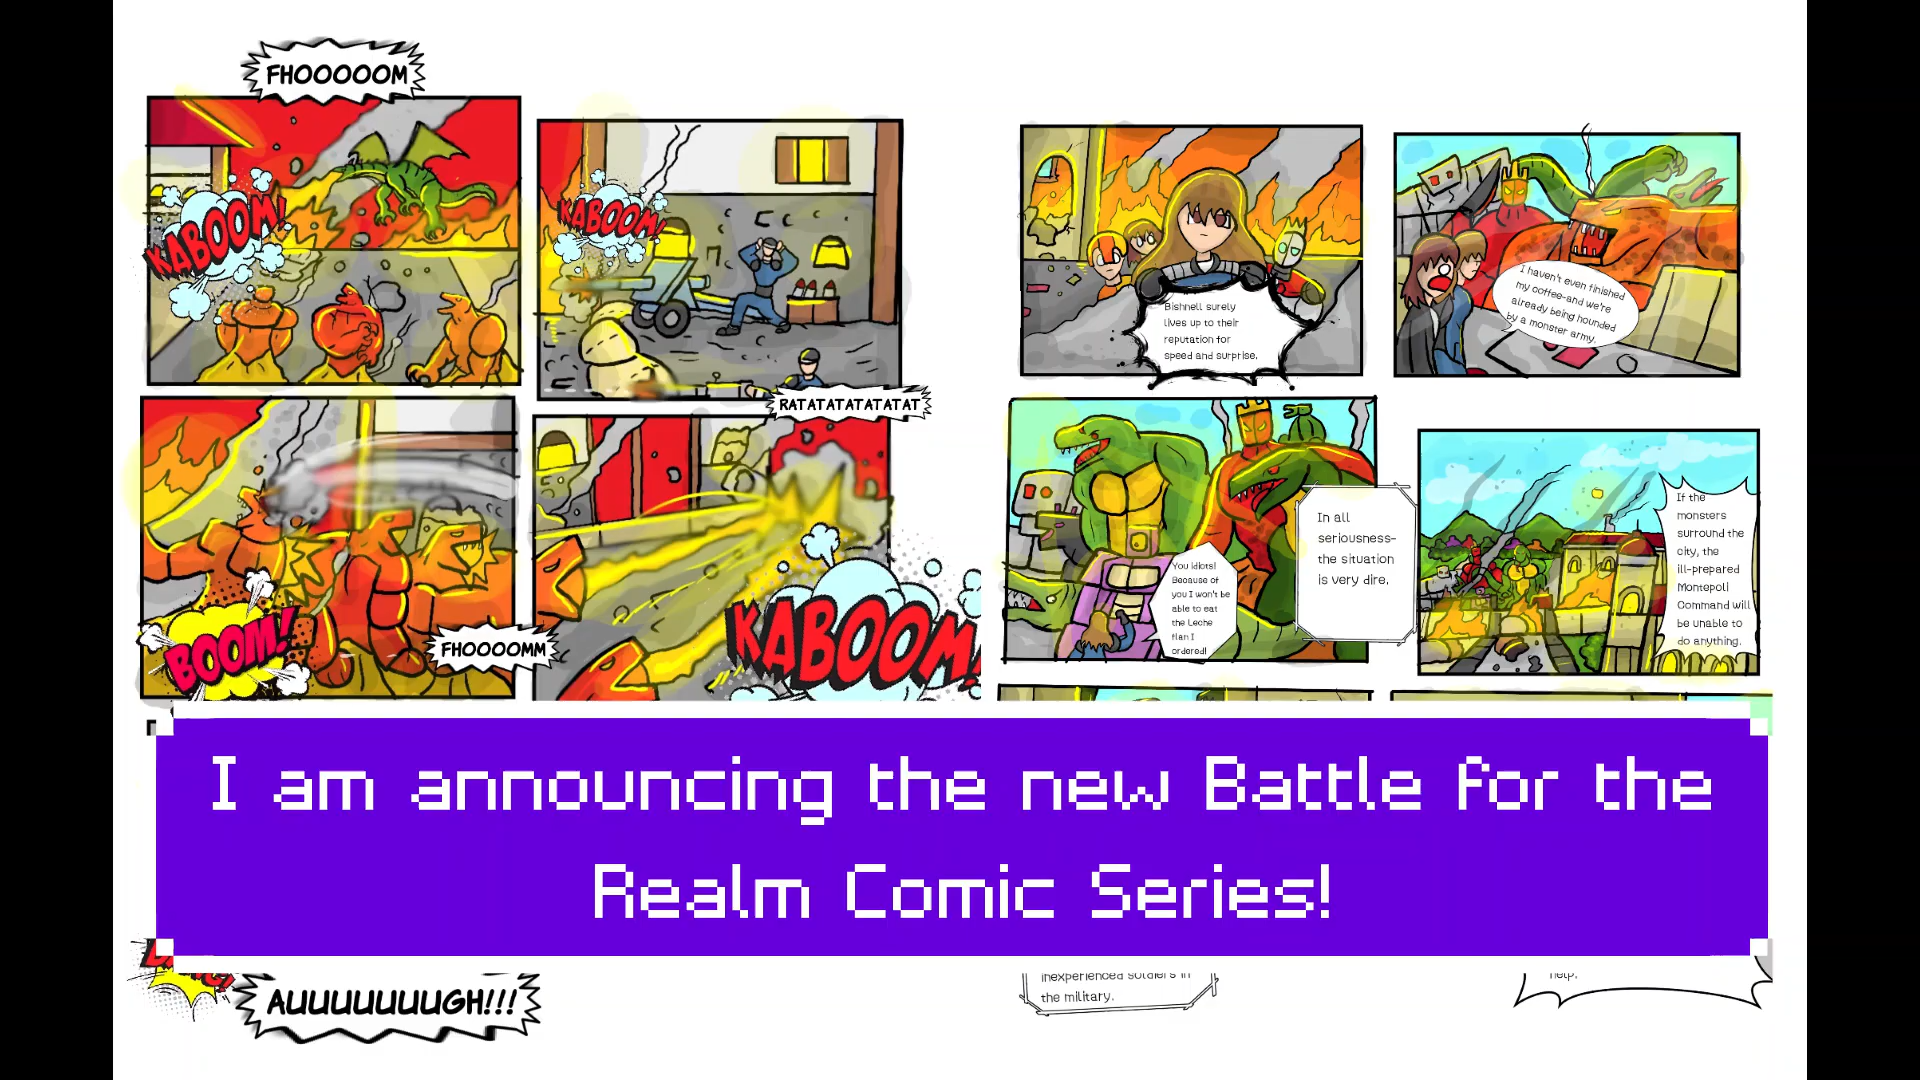 FHOOOOOM
KABOOM!
KABOOM!
RATATATATATATAT
BOOM!
FHOOOOMM
KABOOM!
Bishnell surely
lives up to their
reputation for
speed and surprise.
I haven't even finished
my coffee-and we're
already being hounded
by a monster army.
You idiots!
Because of
you I won't be
able to eat
the Leche
flan I
ordered!
In all
seriousness-
the situation
is very dire.
If the
monsters
surround the
city, the
ill-prepared
Montepoli
Command will
be unable to
do anything.
I am announcing the new Battle for the
Realm Comic Series!
AUUUUUUUGH!!!
inexperienced soldiers in
the military.
help.